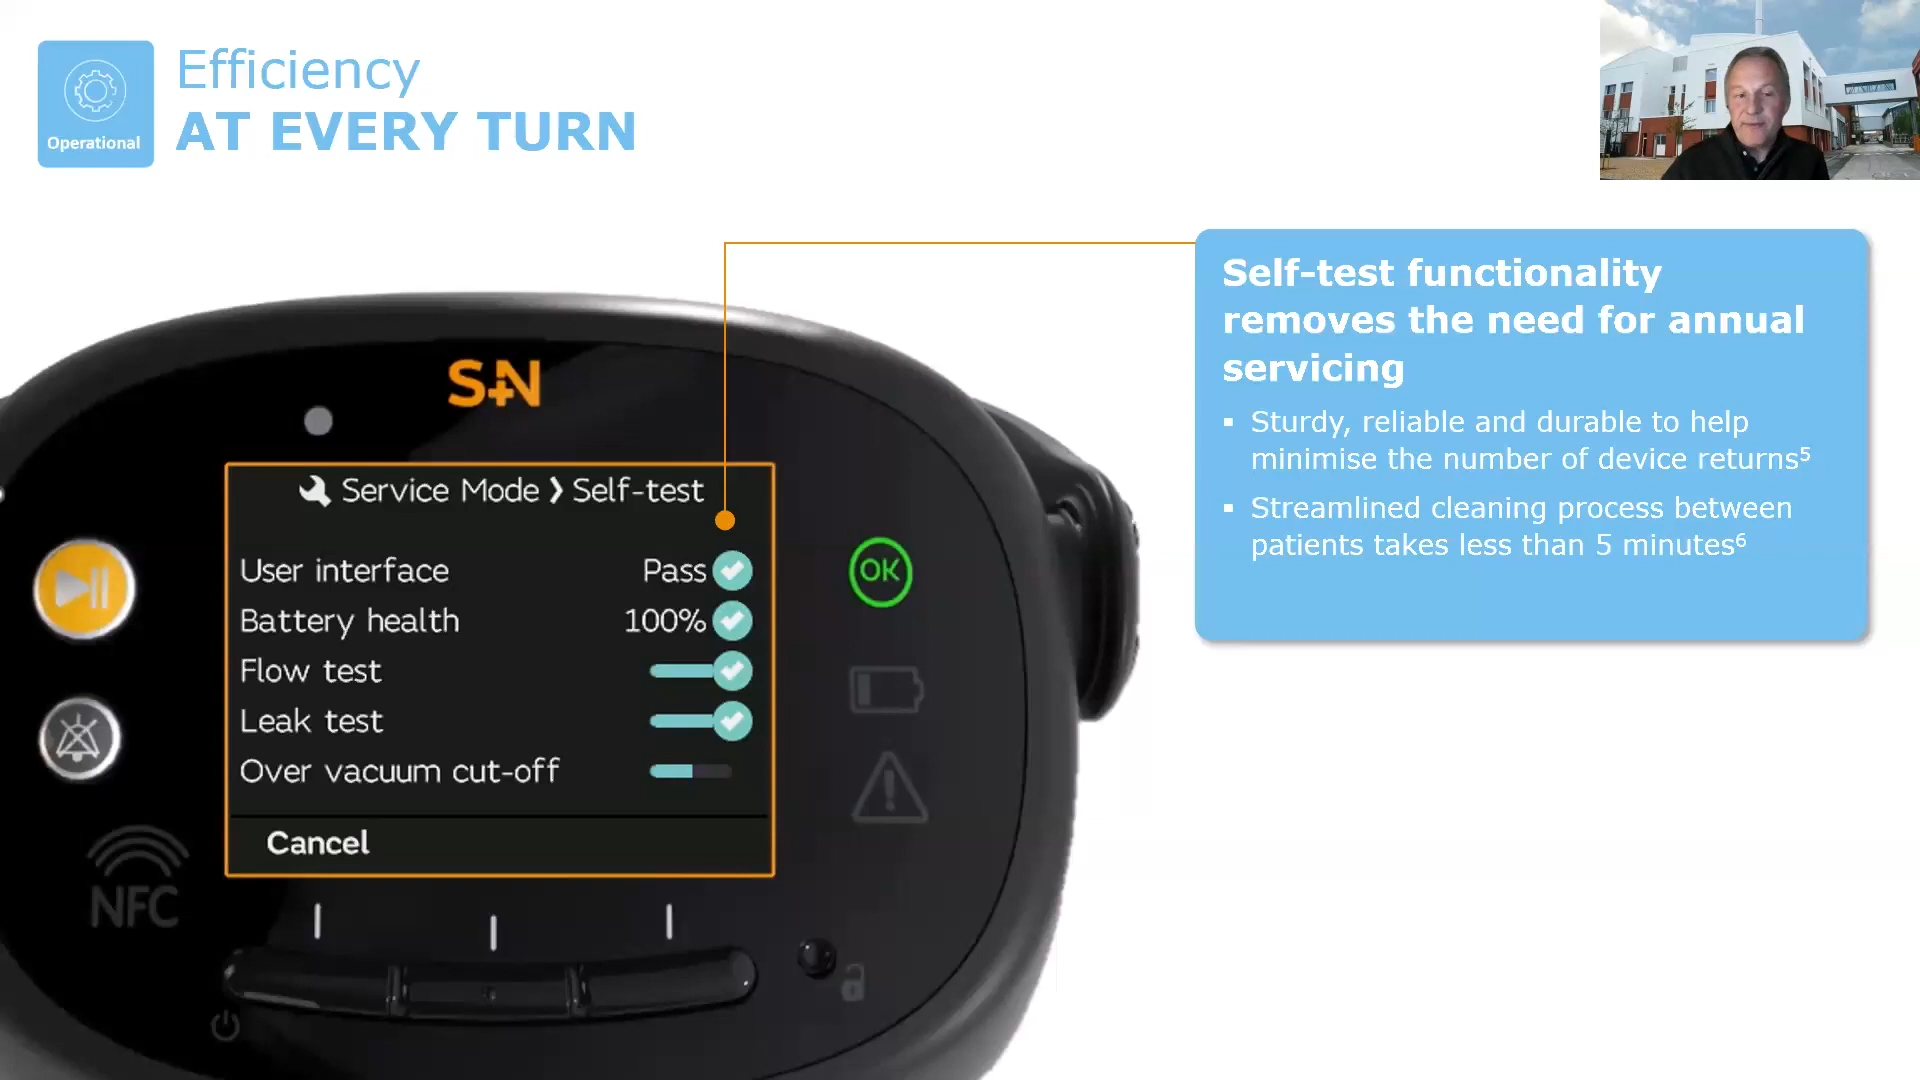 Efficiency
AT EVERY TURN
Operational
Self-test functionality
removes the need for annual
servicing
▪ Sturdy, reliable and durable to help
minimise the number of device returns⁵
▪ Streamlined cleaning process between
patients takes less than 5 minutes⁶
S+N
Service Mode ❯ Self-test
User interface Pass
Battery health 100%
Flow test
Leak test
Over vacuum cut-off
Cancel
OK
NFC